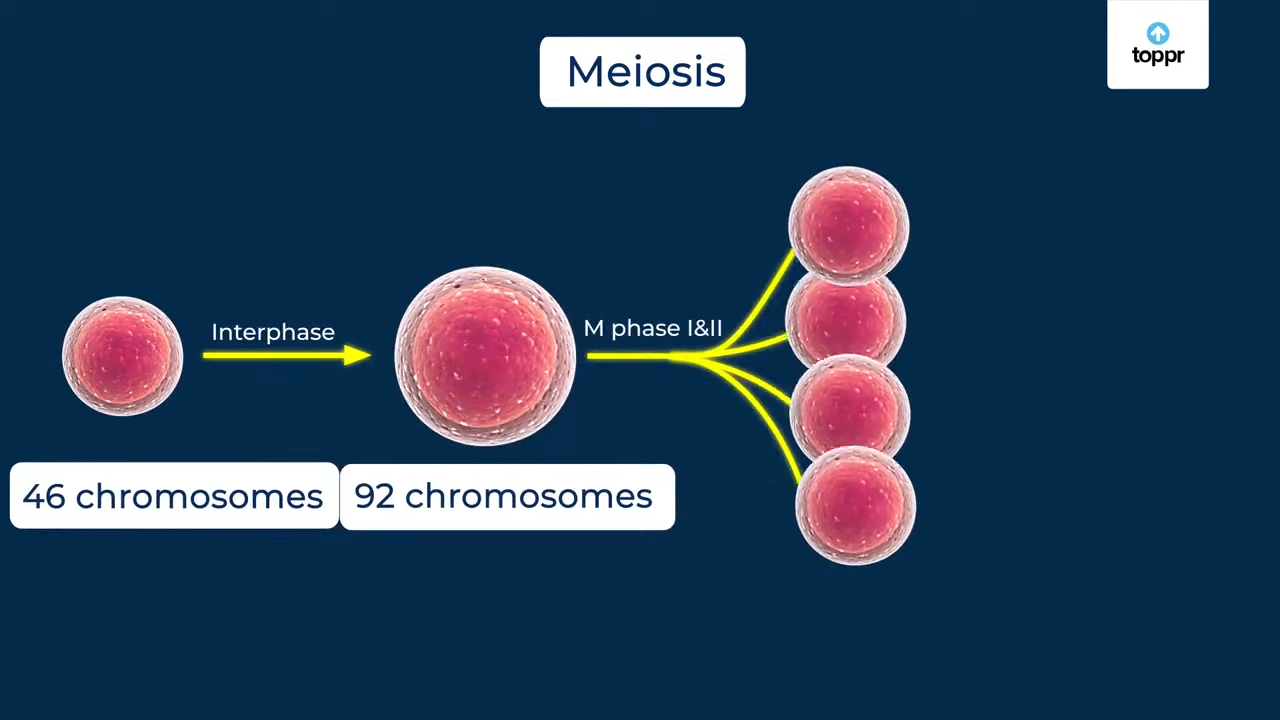 Meiosis
toppr
Interphase
M phase I&II
46 chromosomes
92 chromosomes